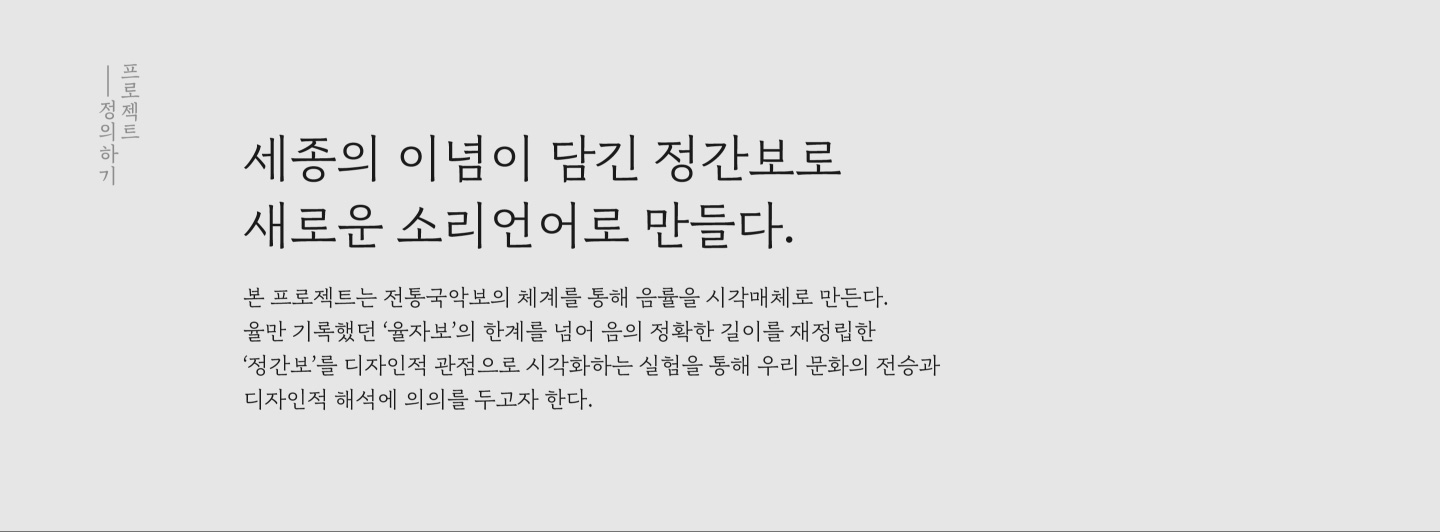 프로젝트
— 정의하기
세종의 이념이 담긴 정간보로
새로운 소리언어로 만들다.
본 프로젝트는 전통국악보의 체계를 통해 음률을 시각매체로 만든다.
율만 기록했던 ‘율자보’의 한계를 넘어 음의 정확한 길이를 재정립한
‘정간보’를 디자인적 관점으로 시각화하는 실험을 통해 우리 문화의 전승과
디자인적 해석에 의의를 두고자 한다.